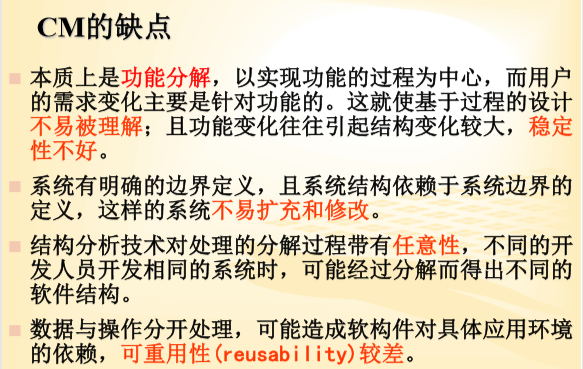 CM的缺点
本质上是功能分解，以实现功能的过程为中心，而用户
的需求变化主要是针对功能的。这就使基于过程的设计
不易被理解；且功能变化往往引起结构变化较大，稳定
性不好。
系统有明确的边界定义，且系统结构依赖于系统边界的
定义，这样的系统不易扩充和修改。
结构分析技术对处理的分解过程带有任意性，不同的开
发人员开发相同的系统时，可能经过分解而得出不同的
软件结构。
数据与操作分开处理，可能造成软构件对具体应用环境
的依赖，可重用性(reusability)较差。